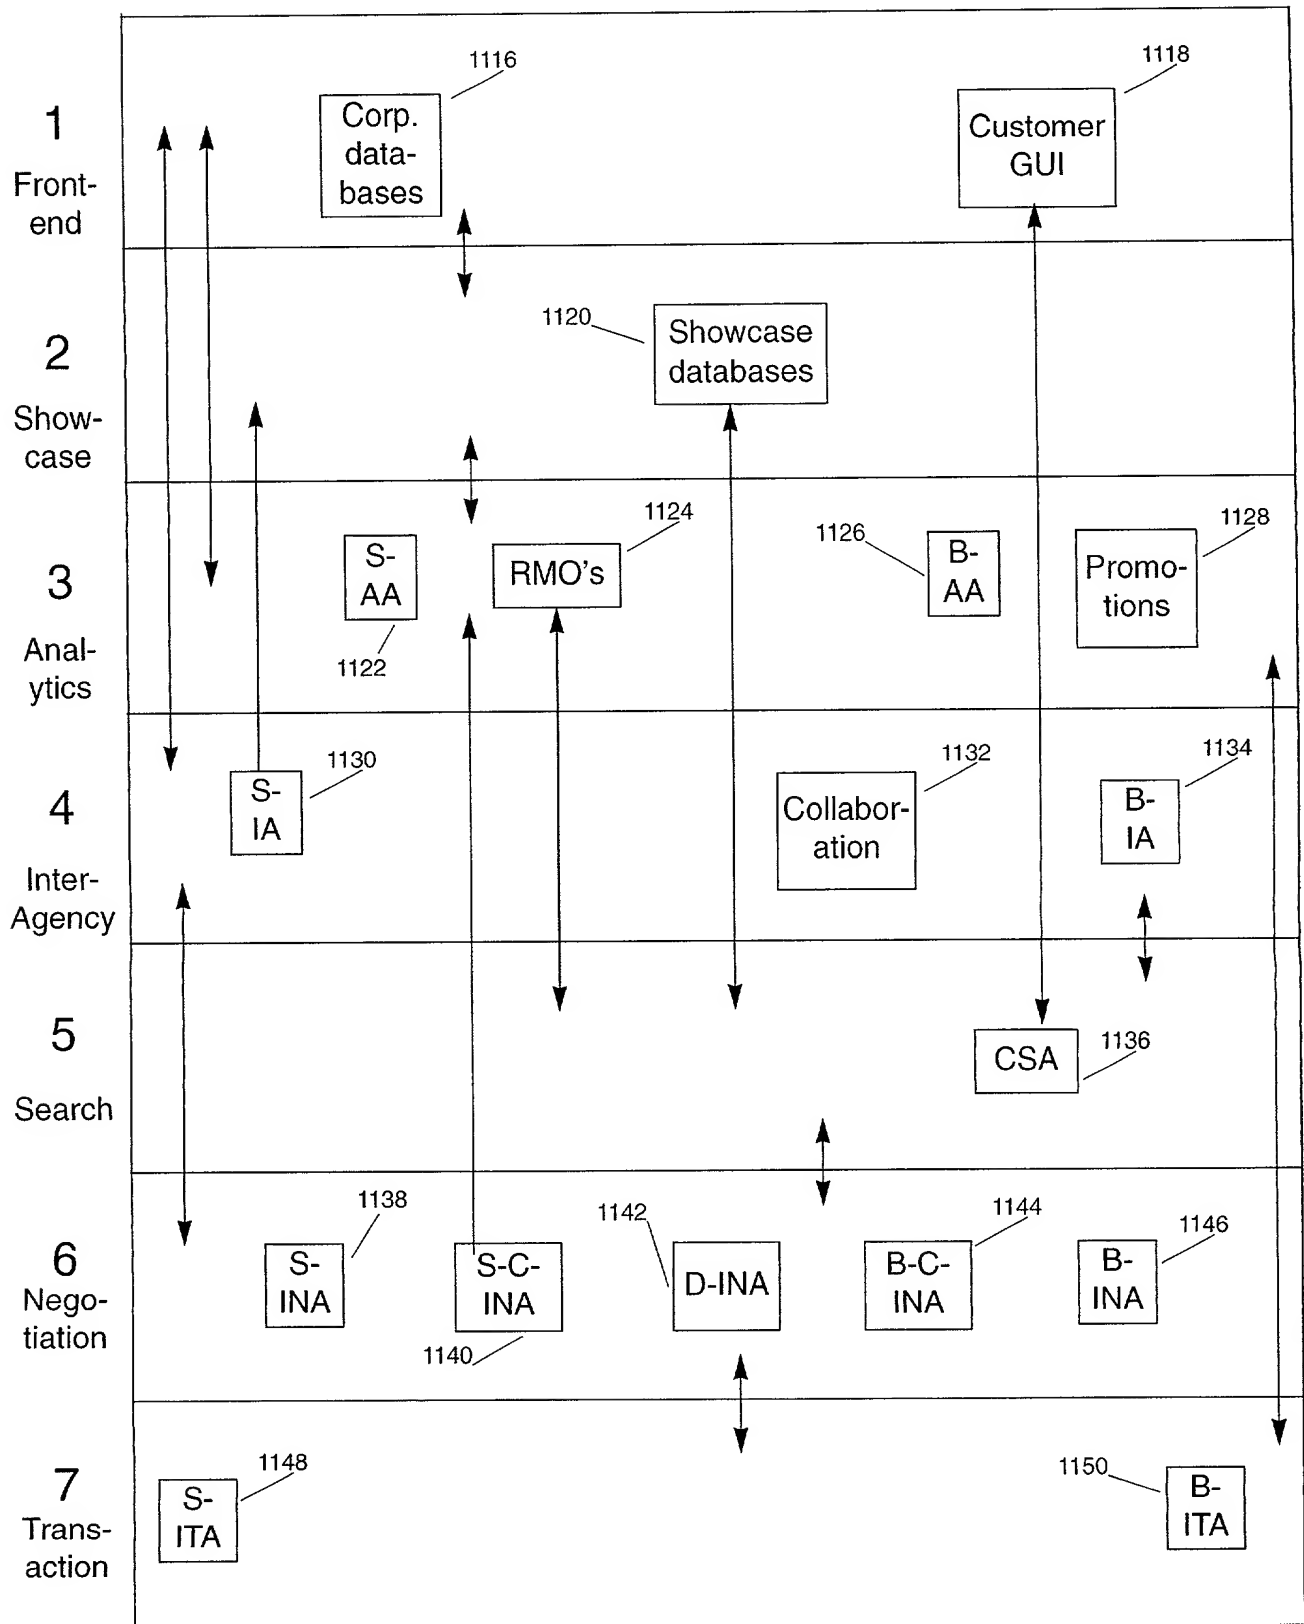 1116
1118
1
Front-
end
Corp.
data-
bases
Customer
GUI
2
Show-
case
1120
Showcase
databases
3
Anal-
ytics
S-
AA
1122
RMO's
1124
1126
B-
AA
Promo-
tions
1128
4
Inter-
Agency
S-
IA
1130
Collabor-
ation
1132
B-
IA
1134
5
Search
CSA
1136
6
Nego-
tiation
S-
INA
1138
S-C-
INA
1140
1142
D-INA
B-C-
INA
1144
B-
INA
1146
7
Trans-
action
S-
ITA
1148
1150
B-
ITA